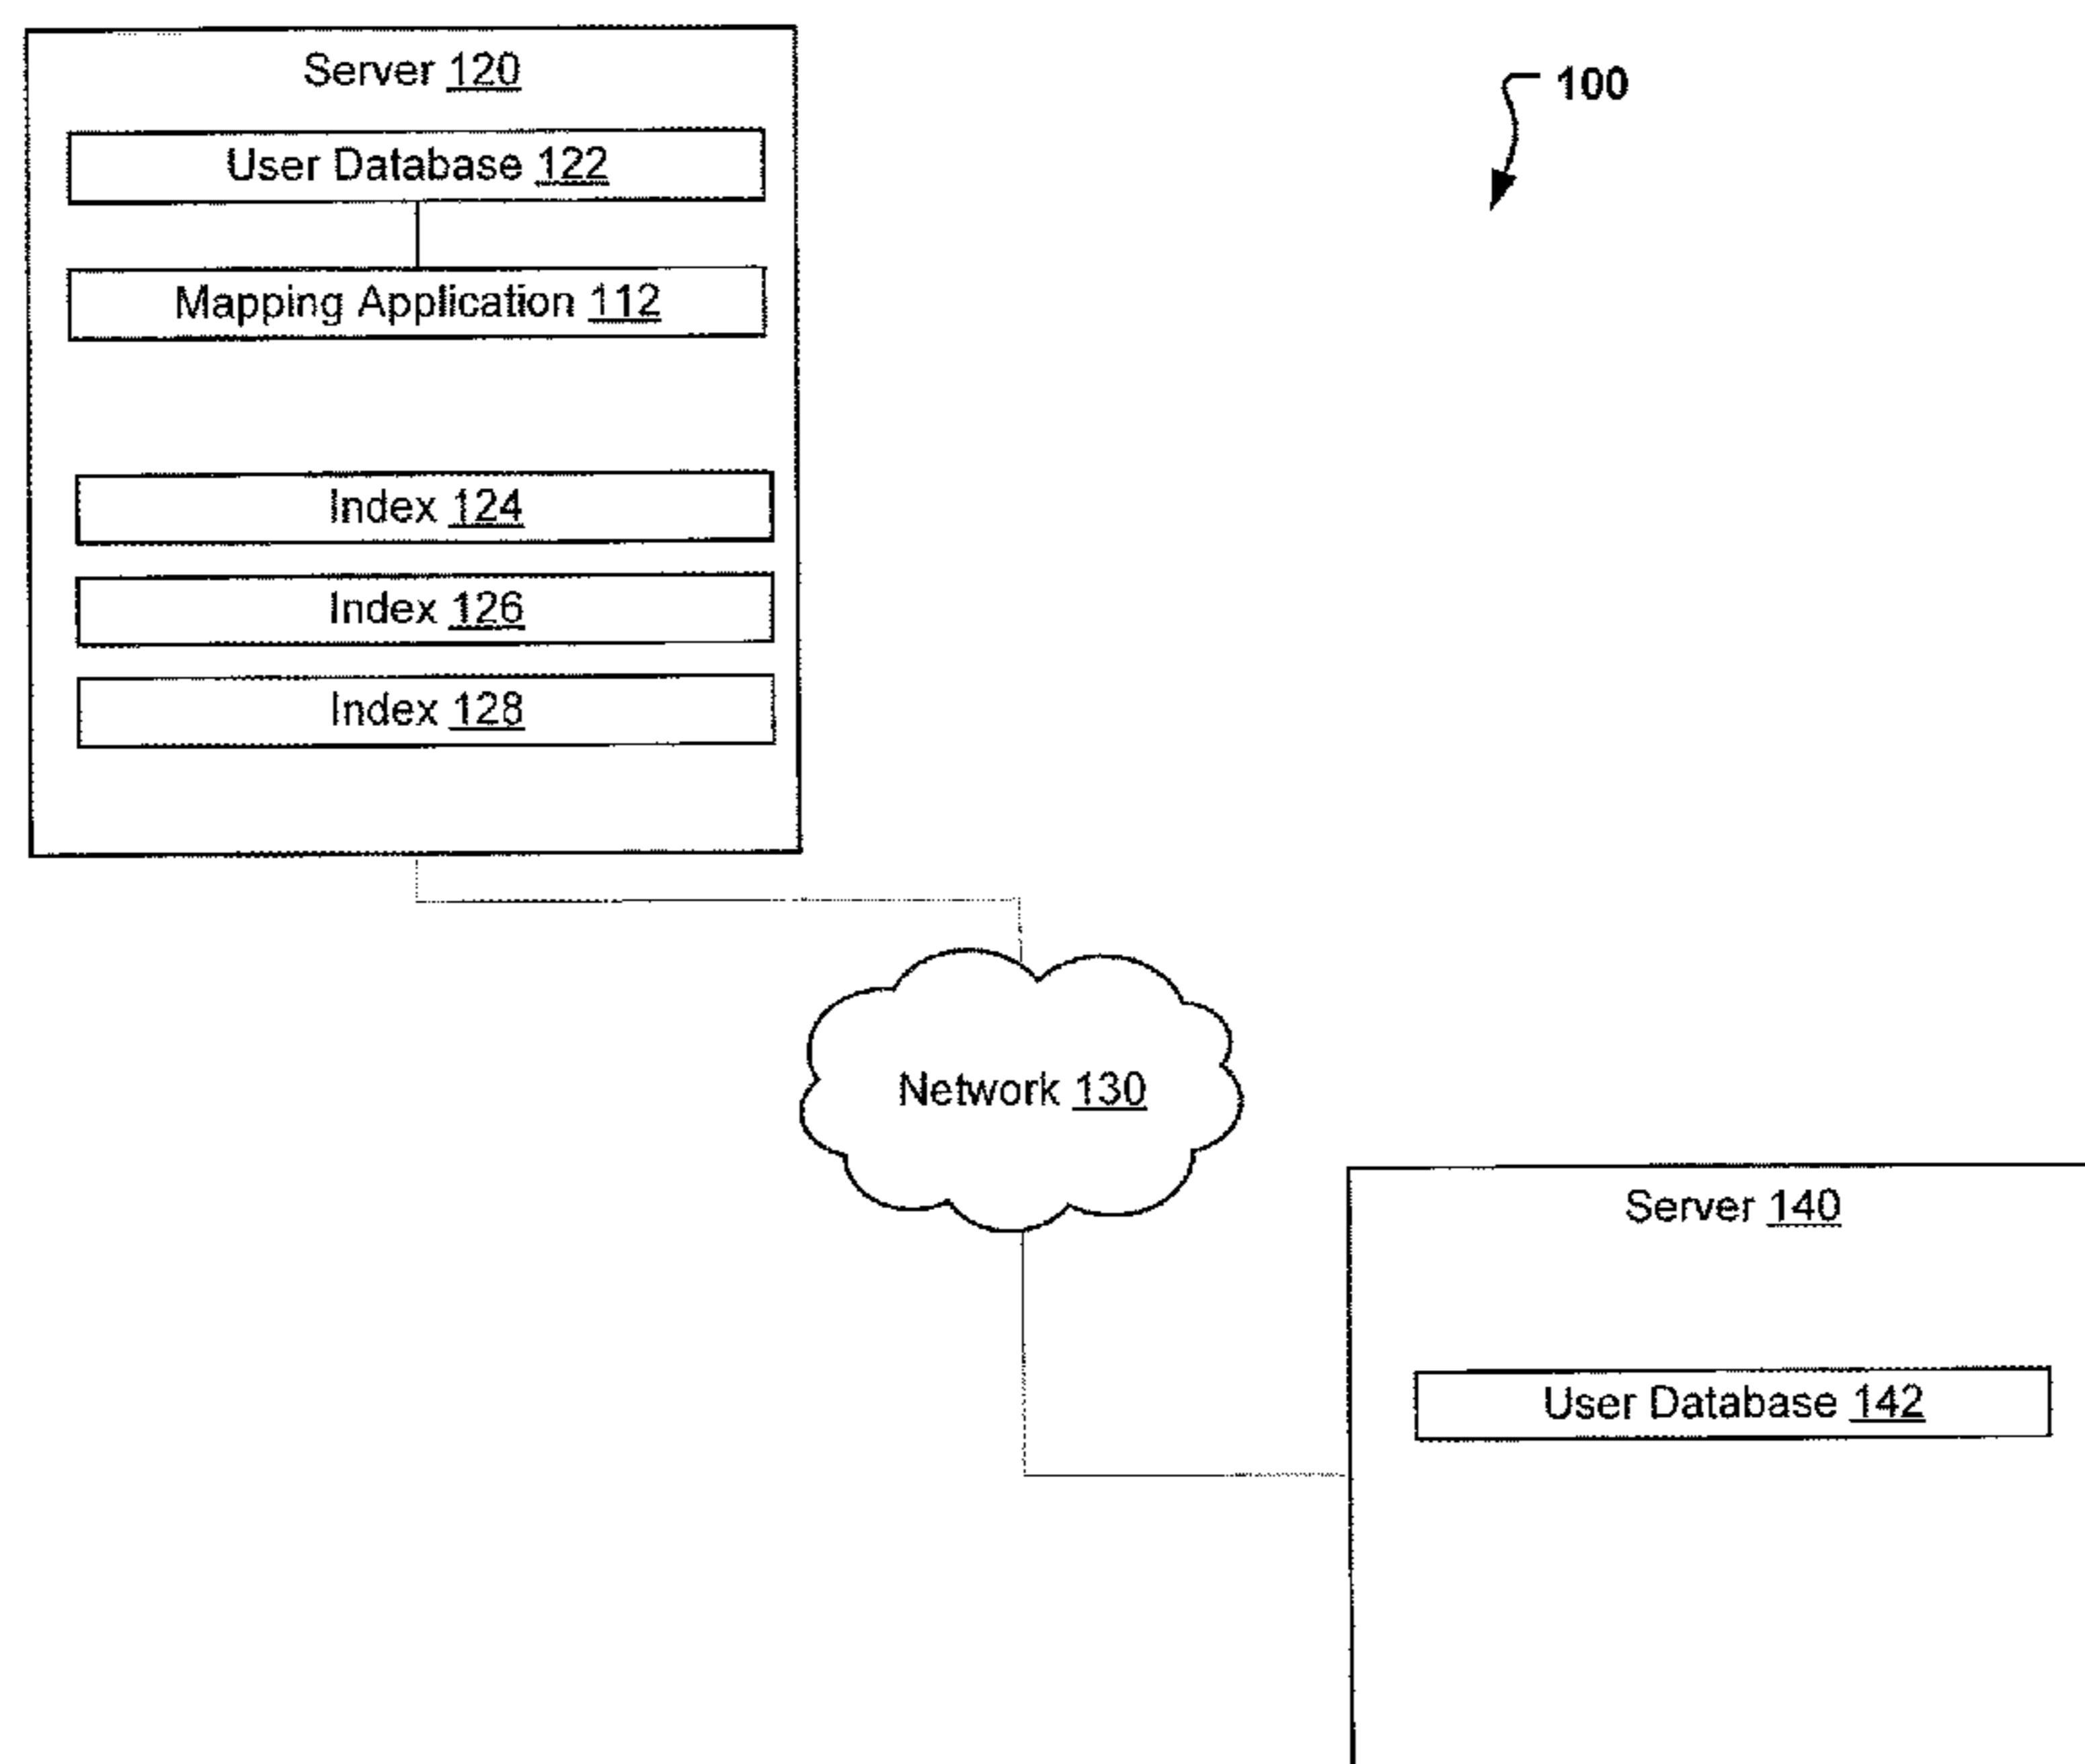 Server 120
100
User Database 122
Mapping Application 112
Index 124
Index 126
Index 128
Network 130
Server 140
User Database 142